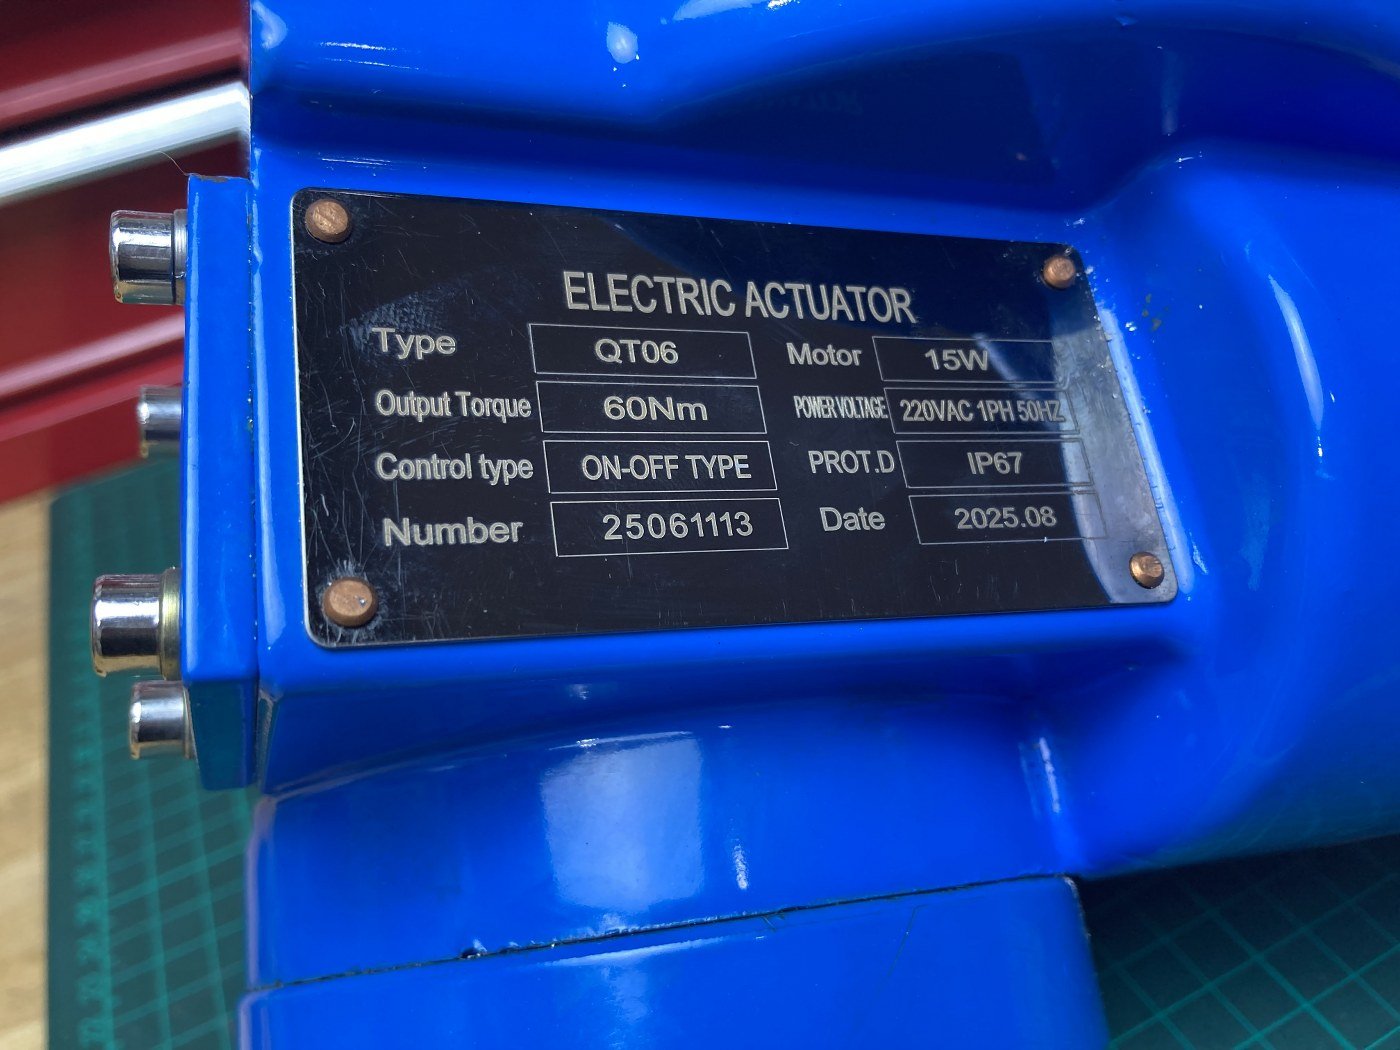 ELECTRIC ACTUATOR
Type QT06 Motor 15W
Output Torque 60Nm POWER VOLTAGE 220VAC 1PH 50HZ
Control type ON-OFF TYPE PROT.D IP67
Number 25061113 Date 2025.08